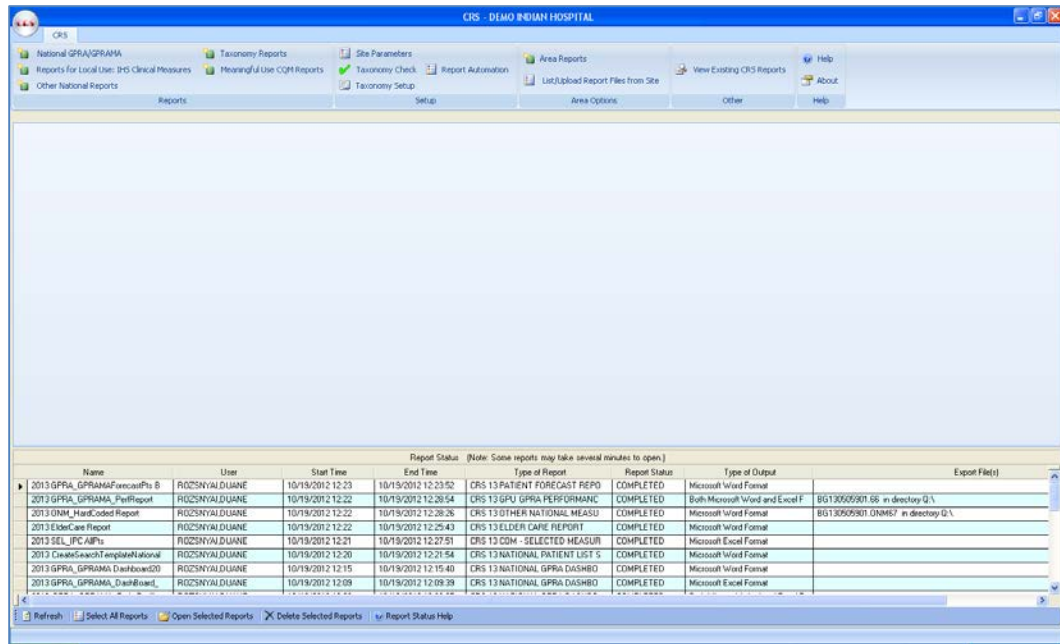 CRS - DEMO INDIAN HOSPITAL
CRS
National GPRA/GPRAMA
Reports for Local Use: IHS Clinical Measures
Other National Reports
Taxonomy Reports
Meaningful Use CQM Reports
Reports
Site Parameters
Taxonomy Check
Report Automation
Taxonomy Setup
Setup
Area Reports
List/Upload Report Files from Site
Area Options
View Existing CRS Reports
Other
Help
About
Help
Report Status (Note: Some reports may take several minutes to open.)
Name User Start Time End Time Type of Report Report Status Type of Output Export File(s)
2013 GPRA_GPRAMAForecastPts B ROZSNYAI,DUANE 10/19/2012 12:23 10/19/2012 12:23:52 CRS 13 PATIENT FORECAST REPO COMPLETED Microsoft Word Format
2013 GPRA_GPRAMA_PerfReport ROZSNYAI,DUANE 10/19/2012 12:22 10/19/2012 12:28:54 CRS 13 GPU GPRA PERFORMANC COMPLETED Both Microsoft Word and Excel F BG130505901.66 in directory Q:\
2013 ONM_HardCoded Report ROZSNYAI,DUANE 10/19/2012 12:22 10/19/2012 12:28:26 CRS 13 OTHER NATIONAL MEASU COMPLETED Microsoft Word Format BG130505901.ONM67 in directory Q:\
2013 ElderCare Report ROZSNYAI,DUANE 10/19/2012 12:22 10/19/2012 12:25:43 CRS 13 ELDER CARE REPORT COMPLETED Microsoft Word Format
2013 SEL_IPC AllPts ROZSNYAI,DUANE 10/19/2012 12:21 10/19/2012 12:27:51 CRS 13 COM - SELECTED MEASUR COMPLETED Microsoft Excel Format
2013 CreateSearchTemplateNational ROZSNYAI,DUANE 10/19/2012 12:20 10/19/2012 12:21:54 CRS 13 NATIONAL PATIENT LIST S COMPLETED Microsoft Word Format
2013 GPRA_GPRAMA Dashboard20 ROZSNYAI,DUANE 10/19/2012 12:15 10/19/2012 12:15:40 CRS 13 NATIONAL GPRA DASHBO COMPLETED Microsoft Word Format
2013 GPRA_GPRAMA_DashBoard_ ROZSNYAI,DUANE 10/19/2012 12:09 10/19/2012 12:09:39 CRS 13 NATIONAL GPRA DASHBO COMPLETED Microsoft Excel Format
Refresh Select All Reports Open Selected Reports Delete Selected Reports Report Status Help